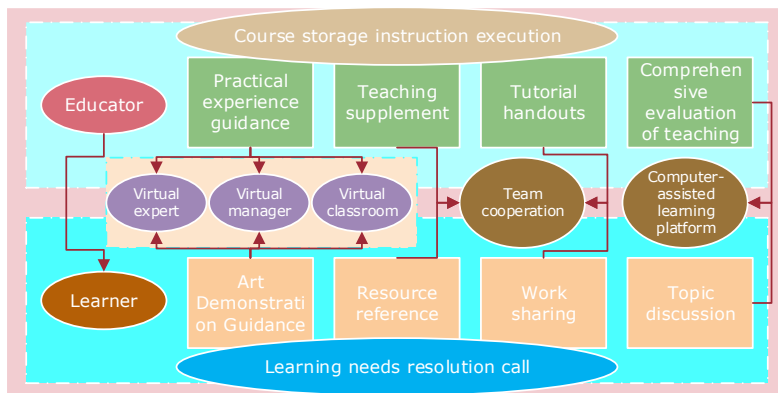 Course storage instruction execution
Educator
Practical
experience
guidance
Teaching
supplement
Tutorial
handouts
Comprehen
sive
evaluation
of teaching
Virtual
expert
Virtual
manager
Virtual
classroom
Team
cooperation
Computer-
assisted
learning
platform
Learner
Art
Demonstrati
on Guidance
Resource
reference
Work
sharing
Topic
discussion
Learning needs resolution call